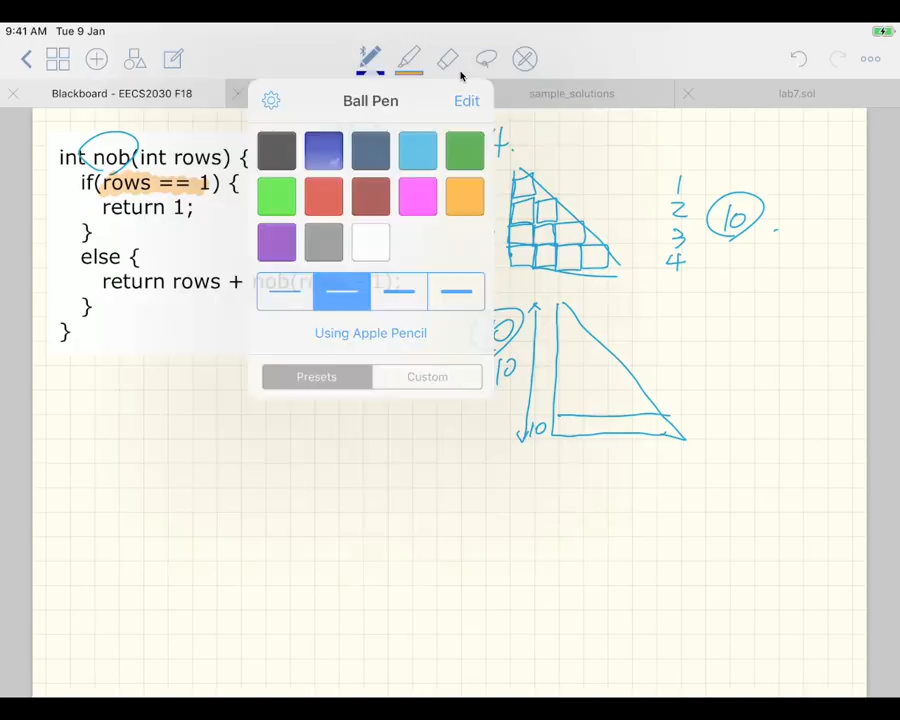 9:41 AM Tue 9 Jan
Blackboard - EECS2030 F18
sample_solutions
lab7.sol
Ball Pen
Edit
Using Apple Pencil
Presets
Custom
int nob(int rows) {
if(rows == 1) {
return 1;
}
else {
return rows + nob(r 1);
}
}
1
2
3
4
10
10
10